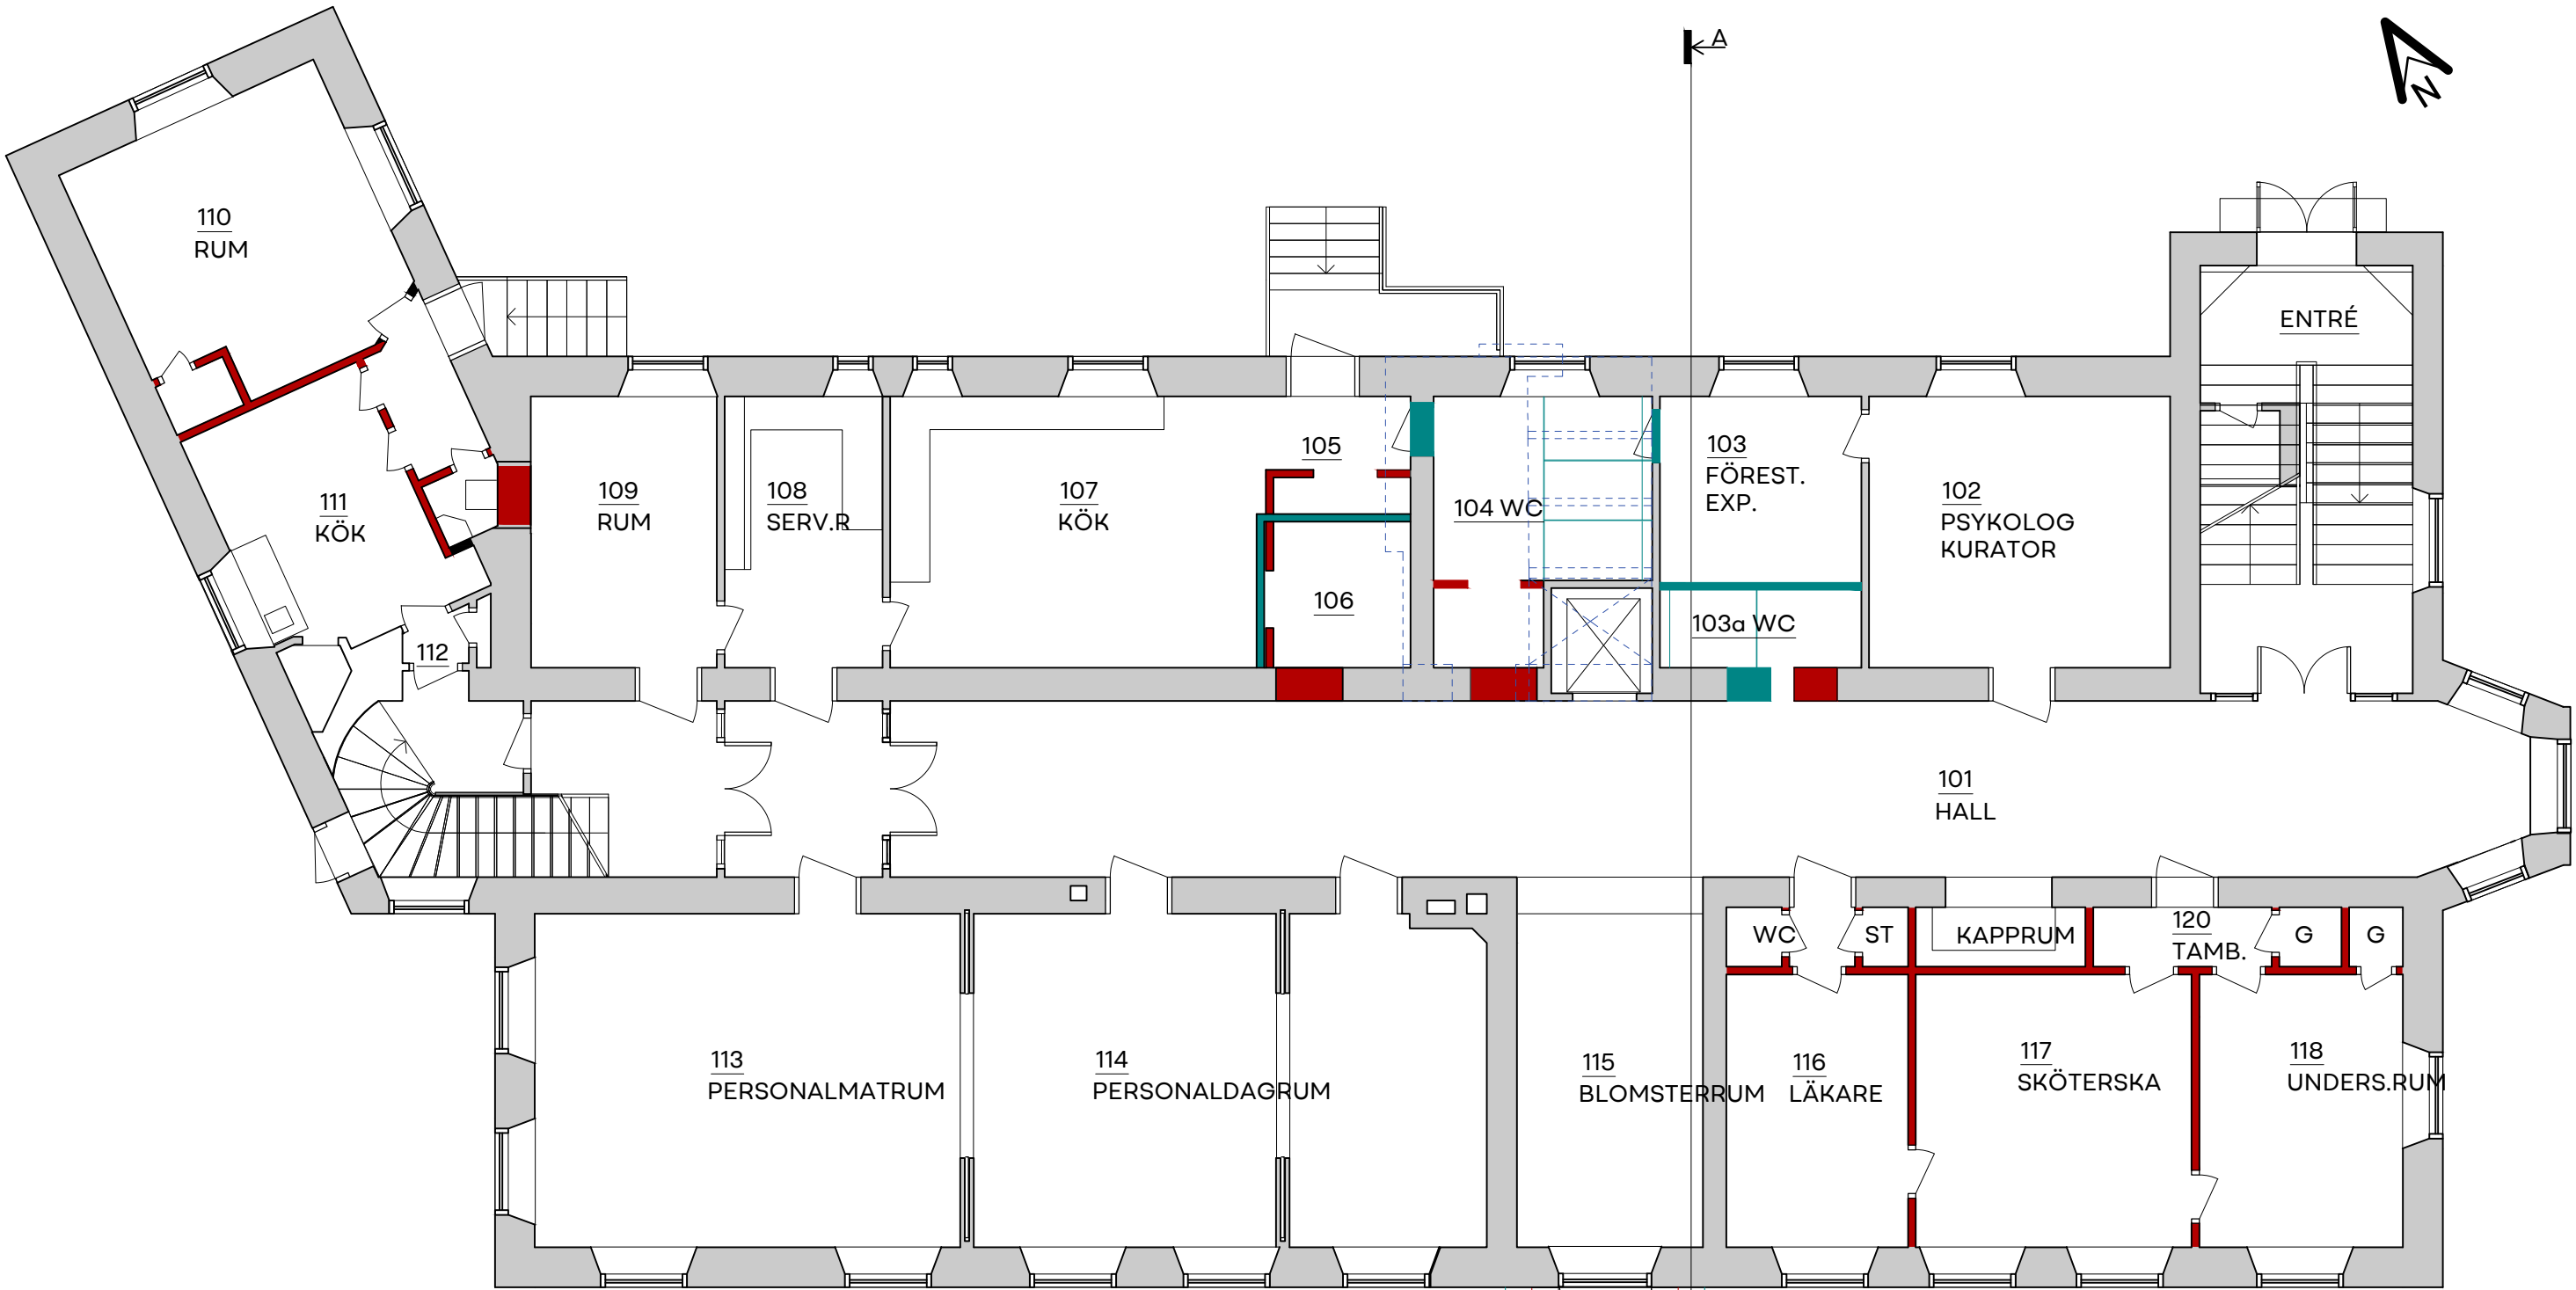 A
N
110
RUM
ENTRÉ
105
103
FÖREST.
EXP.
111
KÖK
109
RUM
108
SERV.R
107
KÖK
104 WC
102
PSYKOLOG
KURATOR
106
103a WC
112
101
HALL
WC
ST
KAPPRUM
120
TAMB.
G
G
113
PERSONALMATRUM
114
PERSONALDAGRUM
115
BLOMSTERRUM
116
LÄKARE
117
SKÖTERSKA
118
UNDERS.RUM